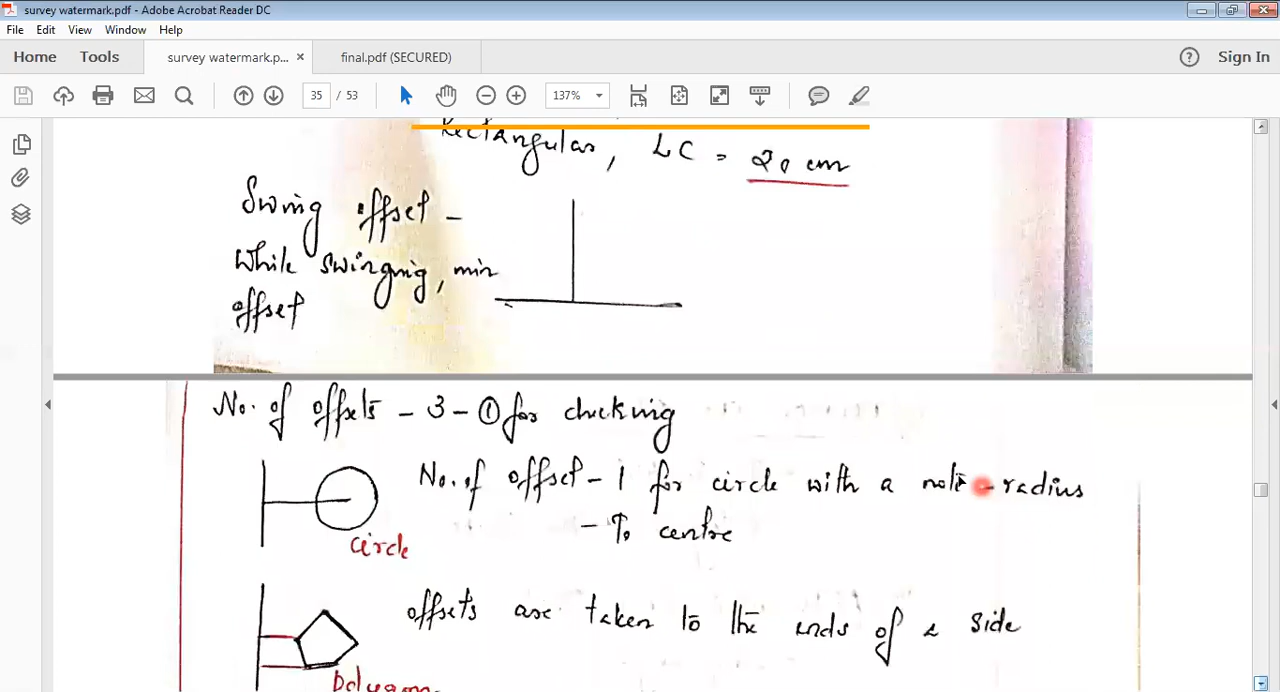 survey watermark.pdf - Adobe Acrobat Reader DC
File Edit View Window Help
Home Tools survey watermark.p... × final.pdf (SECURED) Sign In
35 / 53 137%
Rectangular, LC = 20 cm
Swing offset -
While swinging, min
offset
No. of offsets - 3 - ① for checking
No. of offset - 1 for circle with a note - radius
- To centre
circle
offsets are taken to the ends of a side
Polygon